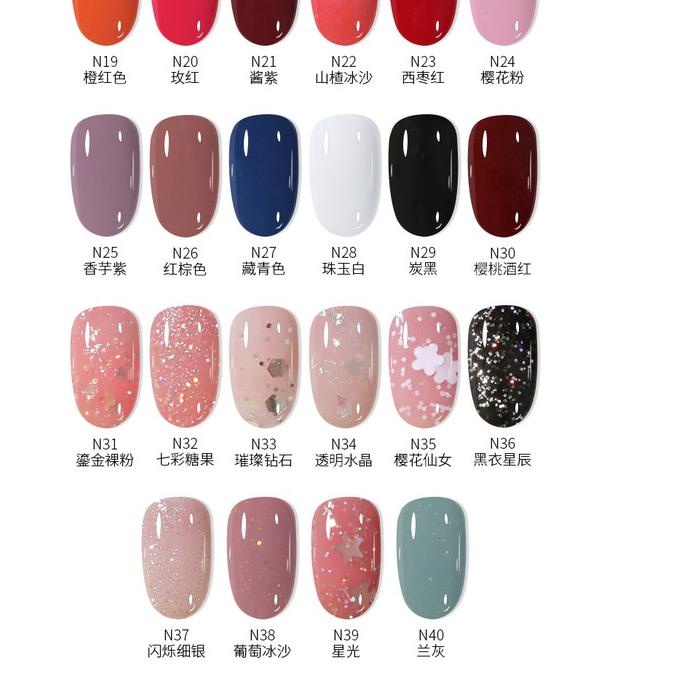 N19 N20 N21 N22 N23 N24
橙红色 玫红 酱紫 山楂冰沙 西枣红 樱花粉
N25 N26 N27 N28 N29 N30
香芋紫 红棕色 藏青色 珠玉白 炭黑 樱桃酒红
N31 N32 N33 N34 N35 N36
鎏金裸粉 七彩糖果 璀璨钻石 透明水晶 樱花仙女 黑衣星辰
N37 N38 N39 N40
闪烁细银 葡萄冰沙 星光 兰灰